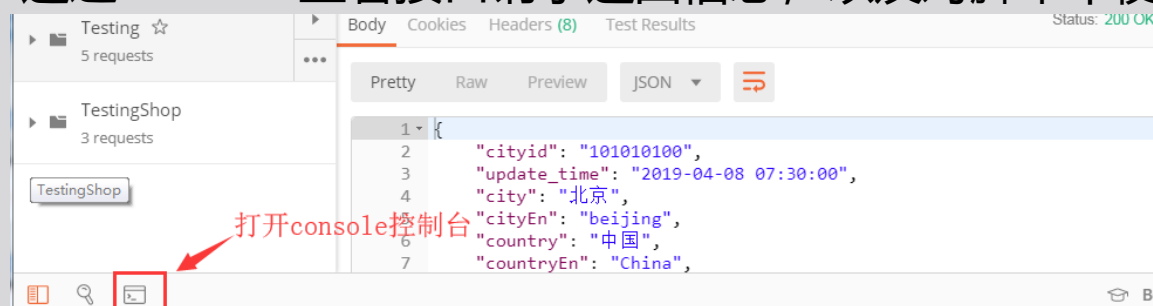 Testing ☆
5 requests
•••
TestingShop
3 requests
TestingShop
Body Cookies Headers (8) Test Results
Status: 200 OK
Pretty Raw Preview JSON
1 {
2 "cityid": "101010100",
3 "update_time": "2019-04-08 07:30:00",
4 "city": "北京",
"cityEn": "beijing",
6 "country": "中国",
7 "countryEn": "China",
打开console控制台
B